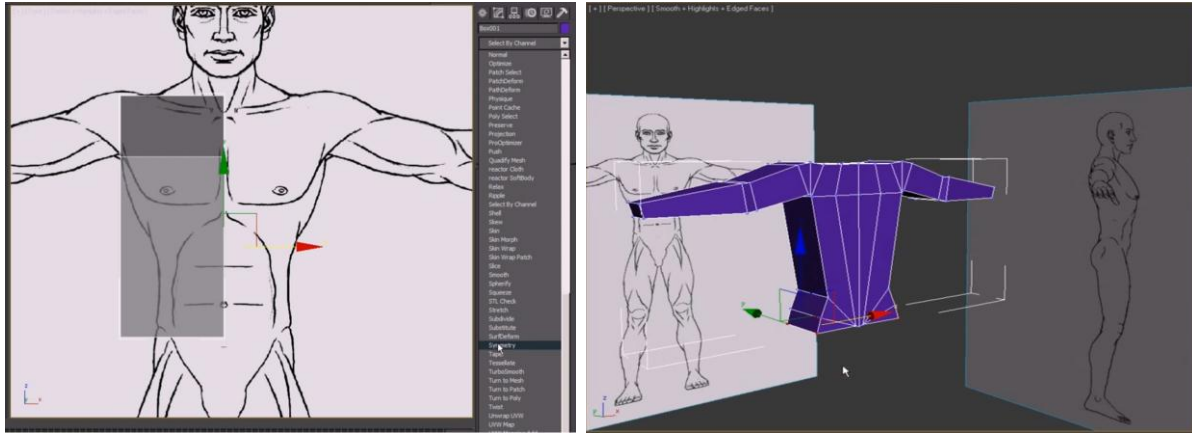 Box001
Select By Channel
Normal
Optimize
Patch Select
PatchDeform
PathDeform
Physique
Point Cache
Poly Select
Preserve
Projection
ProOptimizer
Push
Quadify Mesh
reactor Cloth
reactor SoftBody
Relax
Ripple
Select By Channel
Shell
Skew
Skin
Skin Morph
Skin Wrap
Skin Wrap Patch
Slice
Smooth
Spherify
Squeeze
STL Check
Stretch
Subdivide
Substitute
SurfDeform
Symmetry
Taper
Tessellate
TurboSmooth
Turn to Mesh
Turn to Patch
Turn to Poly
Twist
Unwrap UVW
UVW Map
z
x
[ + ] [ Perspective ] [ Smooth + Highlights + Edged Faces ]
y
z
x